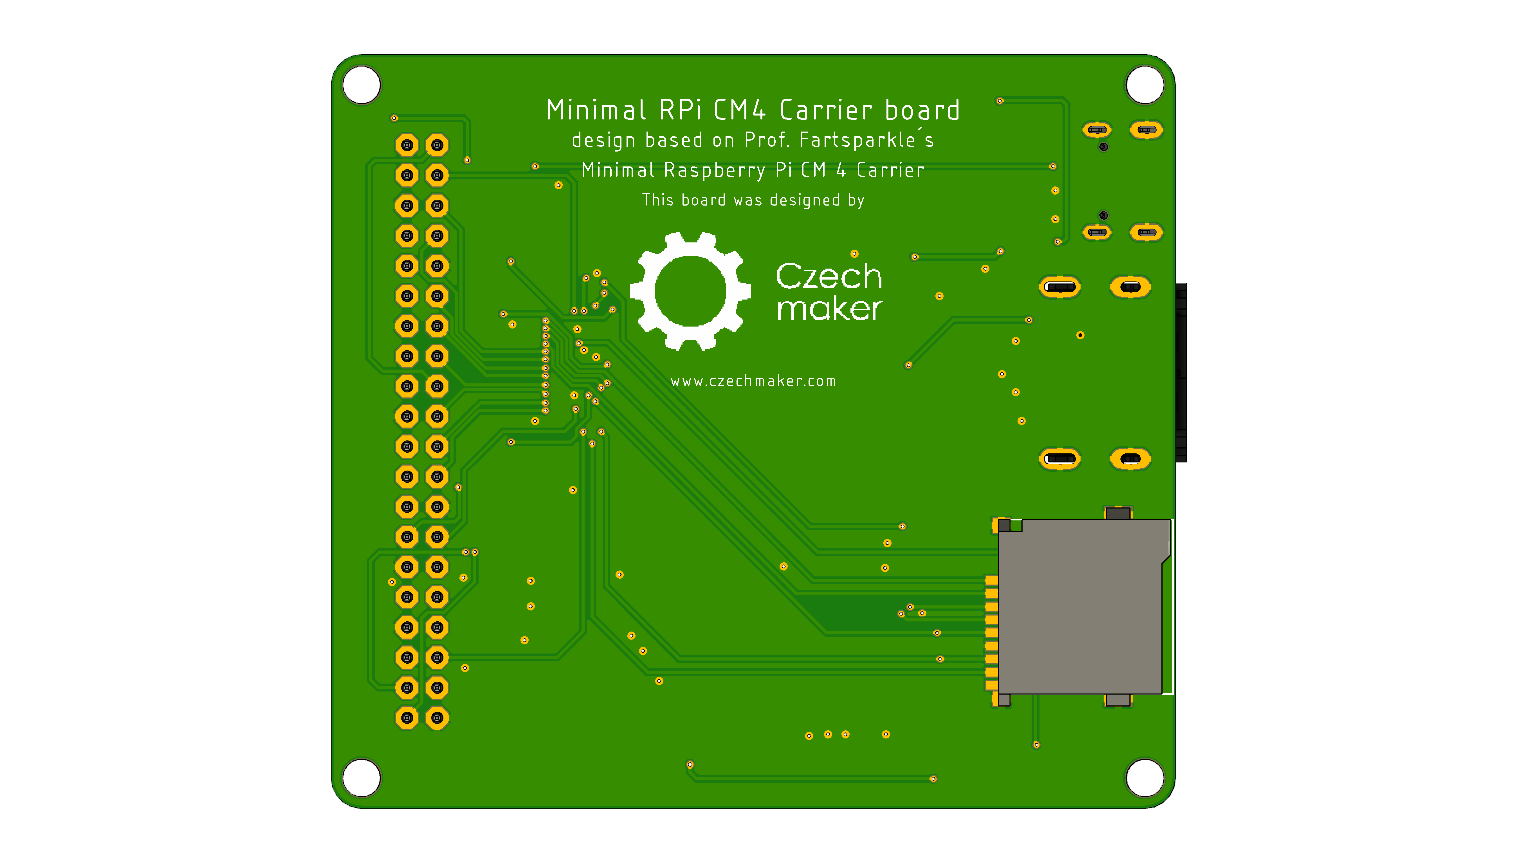 Minimal RPi CM4 Carrier board
design based on Prof. Fartsparkle´s
Minimal Raspberry Pi CM 4 Carrier
This board was designed by
Czech
maker
www.czechmaker.com